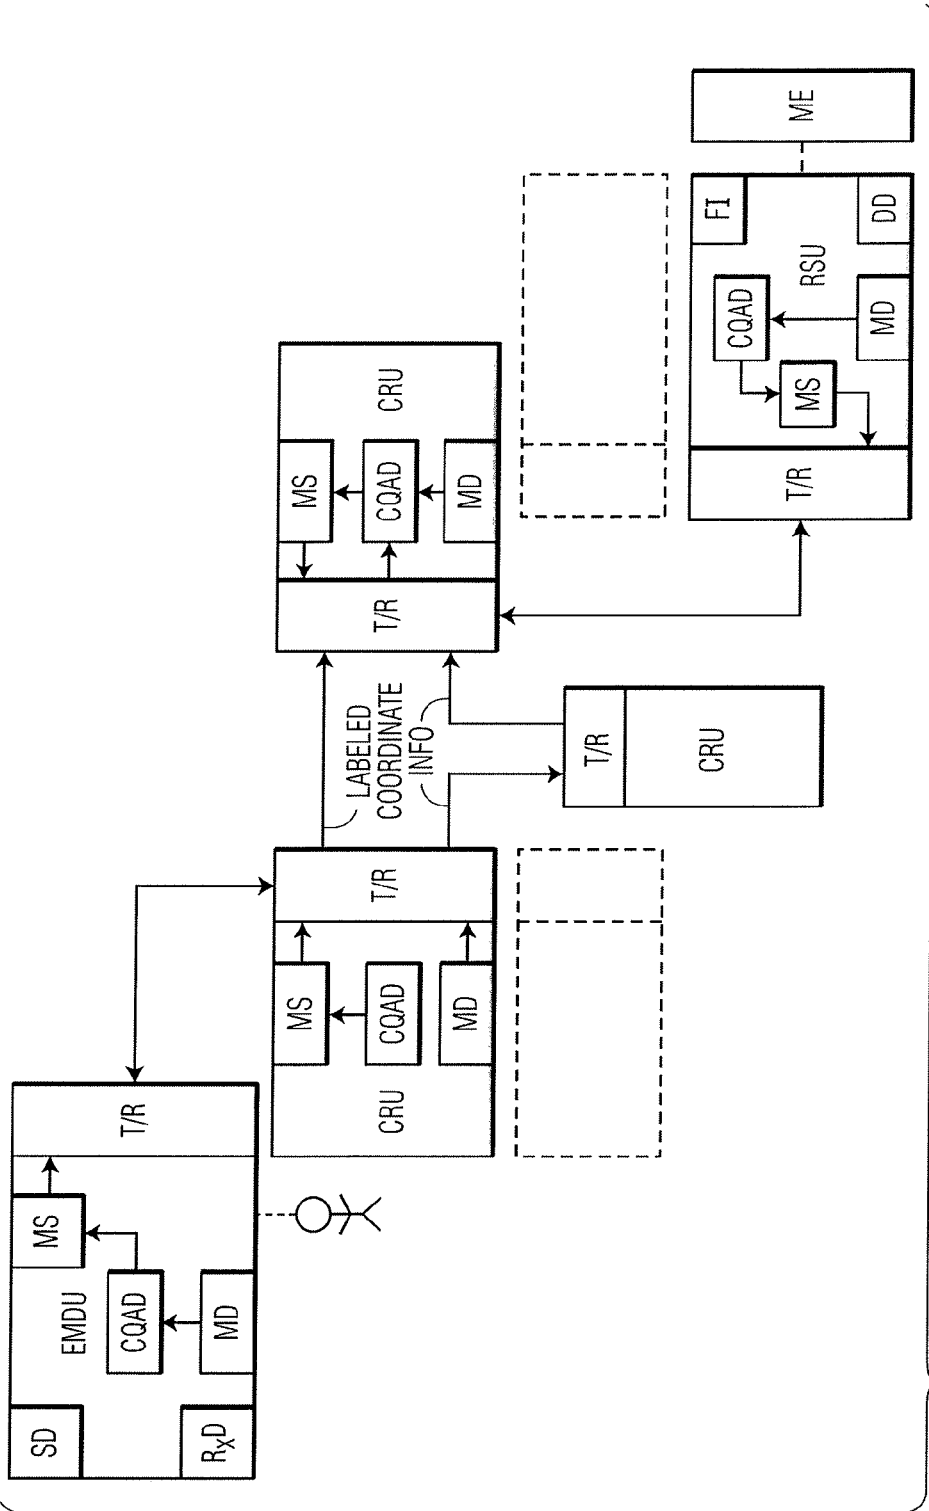 SD
RxD
EMDU
CQAD
MD
MS
T/R
CRU
MS
CQAD
MD
T/R
LABELED
COORDINATE
INFO
T/R
CRU
T/R
MS
CQAD
MD
CRU
T/R
MS
CQAD
MD
RSU
FI
DD
ME